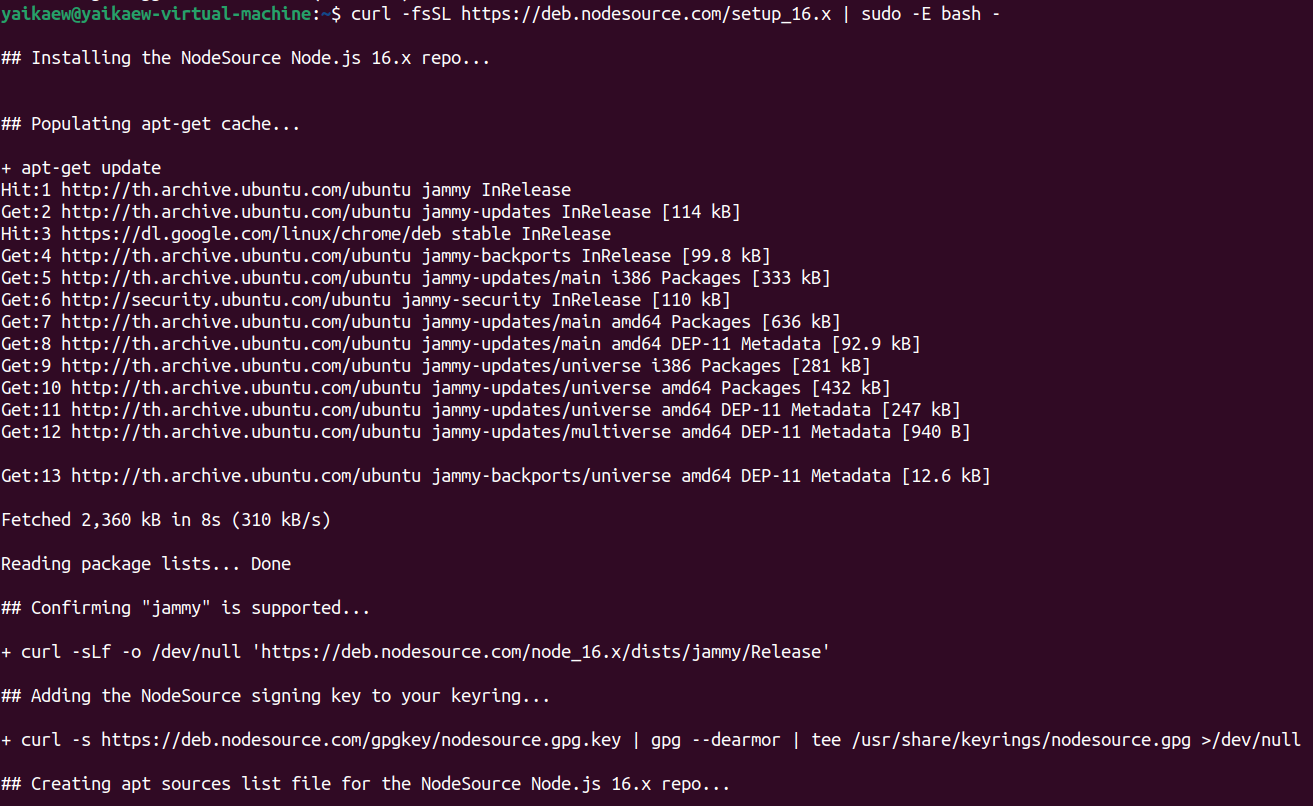 yaikaew@yaikaew-virtual-machine:~$ curl -fsSL https://deb.nodesource.com/setup_16.x | sudo -E bash -
## Installing the NodeSource Node.js 16.x repo...
## Populating apt-get cache...
+ apt-get update
Hit:1 http://th.archive.ubuntu.com/ubuntu jammy InRelease
Get:2 http://th.archive.ubuntu.com/ubuntu jammy-updates InRelease [114 kB]
Hit:3 https://dl.google.com/linux/chrome/deb stable InRelease
Get:4 http://th.archive.ubuntu.com/ubuntu jammy-backports InRelease [99.8 kB]
Get:5 http://th.archive.ubuntu.com/ubuntu jammy-updates/main i386 Packages [333 kB]
Get:6 http://security.ubuntu.com/ubuntu jammy-security InRelease [110 kB]
Get:7 http://th.archive.ubuntu.com/ubuntu jammy-updates/main amd64 Packages [636 kB]
Get:8 http://th.archive.ubuntu.com/ubuntu jammy-updates/main amd64 DEP-11 Metadata [92.9 kB]
Get:9 http://th.archive.ubuntu.com/ubuntu jammy-updates/universe i386 Packages [281 kB]
Get:10 http://th.archive.ubuntu.com/ubuntu jammy-updates/universe amd64 Packages [432 kB]
Get:11 http://th.archive.ubuntu.com/ubuntu jammy-updates/universe amd64 DEP-11 Metadata [247 kB]
Get:12 http://th.archive.ubuntu.com/ubuntu jammy-updates/multiverse amd64 DEP-11 Metadata [940 B]
Get:13 http://th.archive.ubuntu.com/ubuntu jammy-backports/universe amd64 DEP-11 Metadata [12.6 kB]
Fetched 2,360 kB in 8s (310 kB/s)
Reading package lists... Done
## Confirming "jammy" is supported...
+ curl -sLf -o /dev/null 'https://deb.nodesource.com/node_16.x/dists/jammy/Release'
## Adding the NodeSource signing key to your keyring...
+ curl -s https://deb.nodesource.com/gpgkey/nodesource.gpg.key | gpg --dearmor | tee /usr/share/keyrings/nodesource.gpg >/dev/null
## Creating apt sources list file for the NodeSource Node.js 16.x repo...